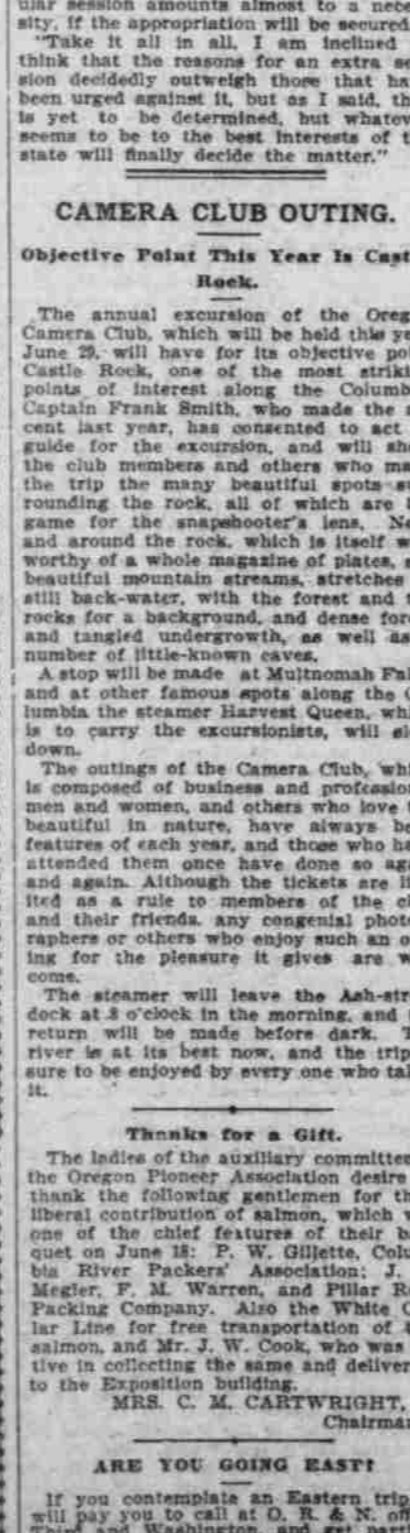 ular session amounts almost to a nece
sity, if the appropriation will be secured.
"Take it all in all, I am inclined
think that the reasons for an extra se
sion decidedly outweigh those that ha
been urged against it, but as I said, th
is yet to be determined, but whatev
seems to be to the best interests of t
state will finally decide the matter."
CAMERA CLUB OUTING.
Objective Point This Year Is Cast
Rock.
The annual excursion of the Oreg
Camera Club, which will be held this ye
June 29, will have for its objective poi
Castle Rock, one of the most striki
points of interest along the Columb
Captain Frank Smith, who made the a
cent last year, has consented to act
guide for the excursion, and will sh
the club members and others who ma
the trip the many beautiful spots su
rounding the rock, all of which are f
game for the snapshooter's lens. Ne
and around the rock, which is itself w
worthy of a whole magazine of plates, a
beautiful mountain streams, stretches
still back-water, with the forest and t
rocks for a background, and dense fore
and tangled undergrowth, as well as
number of little-known caves.
A stop will be made at Multnomah Fal
and at other famous spots along the C
lumbia the steamer Harvest Queen, whi
is to carry the excursionists, will sl
down.
The outings of the Camera Club, whi
is composed of business and profession
men and women, and others who love t
beautiful in nature, have always be
features of each year, and those who ha
attended them once have done so aga
and again. Although the tickets are li
ited as a rule to members of the cl
and their friends, any congenial photo
raphers or others who enjoy such an o
ing for the pleasure it gives are w
come.
The steamer will leave the Ash-stre
dock at 8 o'clock in the morning, and t
return will be made before dark. T
river is at its best now, and the trip
sure to be enjoyed by every one who tak
it.
Thanks for a Gift.
The ladies of the auxiliary committee
the Oregon Pioneer Association desire
thank the following gentlemen for the
liberal contribution of salmon, which w
one of the chief features of their b
quet on June 18: P. W. Gillette, Colu
bia River Packers' Association; J.
Megler, F. M. Warren, and Pillar R
Packing Company. Also the White C
lar Line for free transportation of t
salmon, and Mr. J. W. Cook, who was
tive in collecting the same and deliver
to the Exposition building.
MRS. C. M. CARTWRIGHT,
Chairman
ARE YOU GOING EAST?
If you contemplate an Eastern trip
will pay you to call at O. R. & N. off
Third and Washington, and